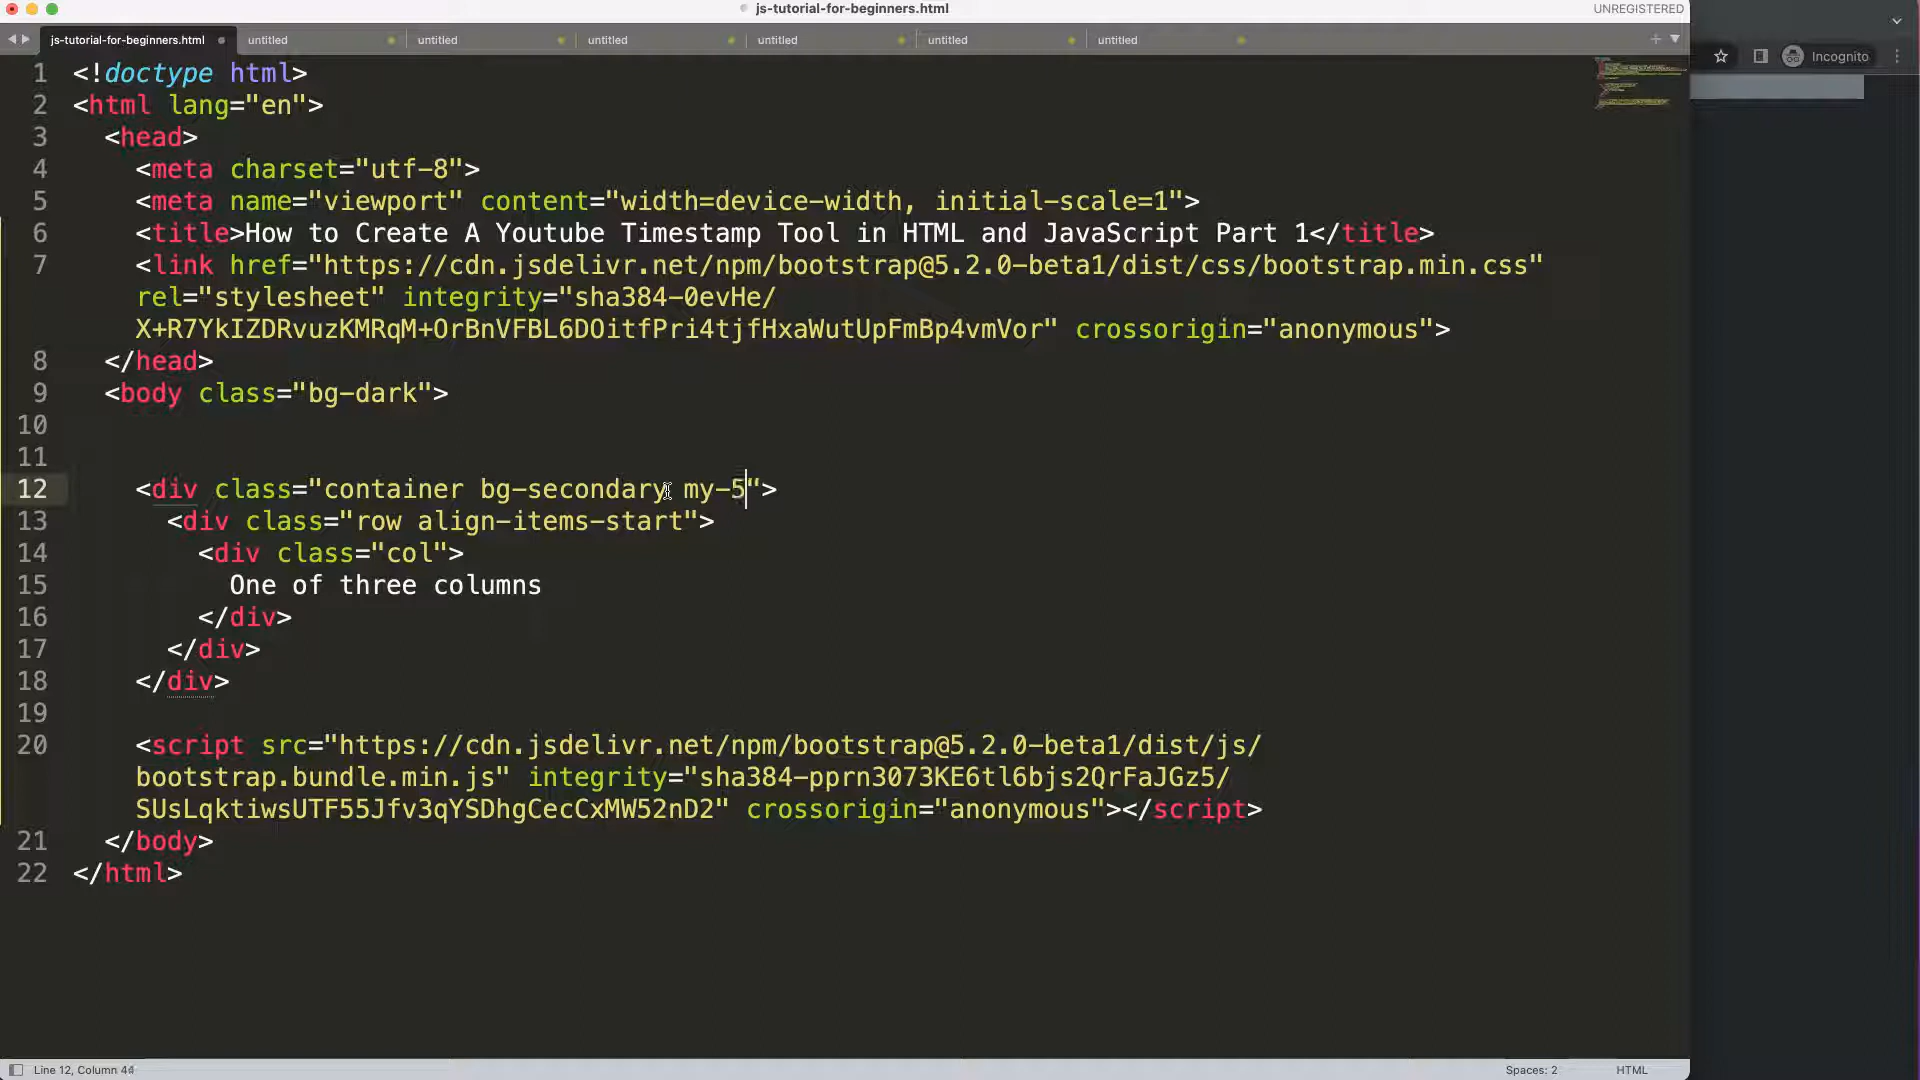 js-tutorial-for-beginners.html
UNREGISTERED
js-tutorial-for-beginners.html untitled untitled untitled untitled untitled untitled
Incognito
1 <!doctype html>
2 <html lang="en">
3 <head>
4 <meta charset="utf-8">
5 <meta name="viewport" content="width=device-width, initial-scale=1">
6 <title>How to Create A Youtube Timestamp Tool in HTML and JavaScript Part 1</title>
7 <link href="https://cdn.jsdelivr.net/npm/bootstrap@5.2.0-beta1/dist/css/bootstrap.min.css"
rel="stylesheet" integrity="sha384-0evHe/
X+R7YkIZDRvuzKMRqM+OrBnVFBL6DOitfPri4tjfHxaWutUpFmBp4vmVor" crossorigin="anonymous">
8 </head>
9 <body class="bg-dark">
10
11
12 <div class="container bg-secondary my-5">
13 <div class="row align-items-start">
14 <div class="col">
15 One of three columns
16 </div>
17 </div>
18 </div>
19
20 <script src="https://cdn.jsdelivr.net/npm/bootstrap@5.2.0-beta1/dist/js/
bootstrap.bundle.min.js" integrity="sha384-pprn3073KE6tl6bjs2QrFaJGz5/
SUsLqktiwsUTF55Jfv3qYSDhgCecCxMW52nD2" crossorigin="anonymous"></script>
21 </body>
22 </html>
Line 12, Column 44
Spaces: 2
HTML